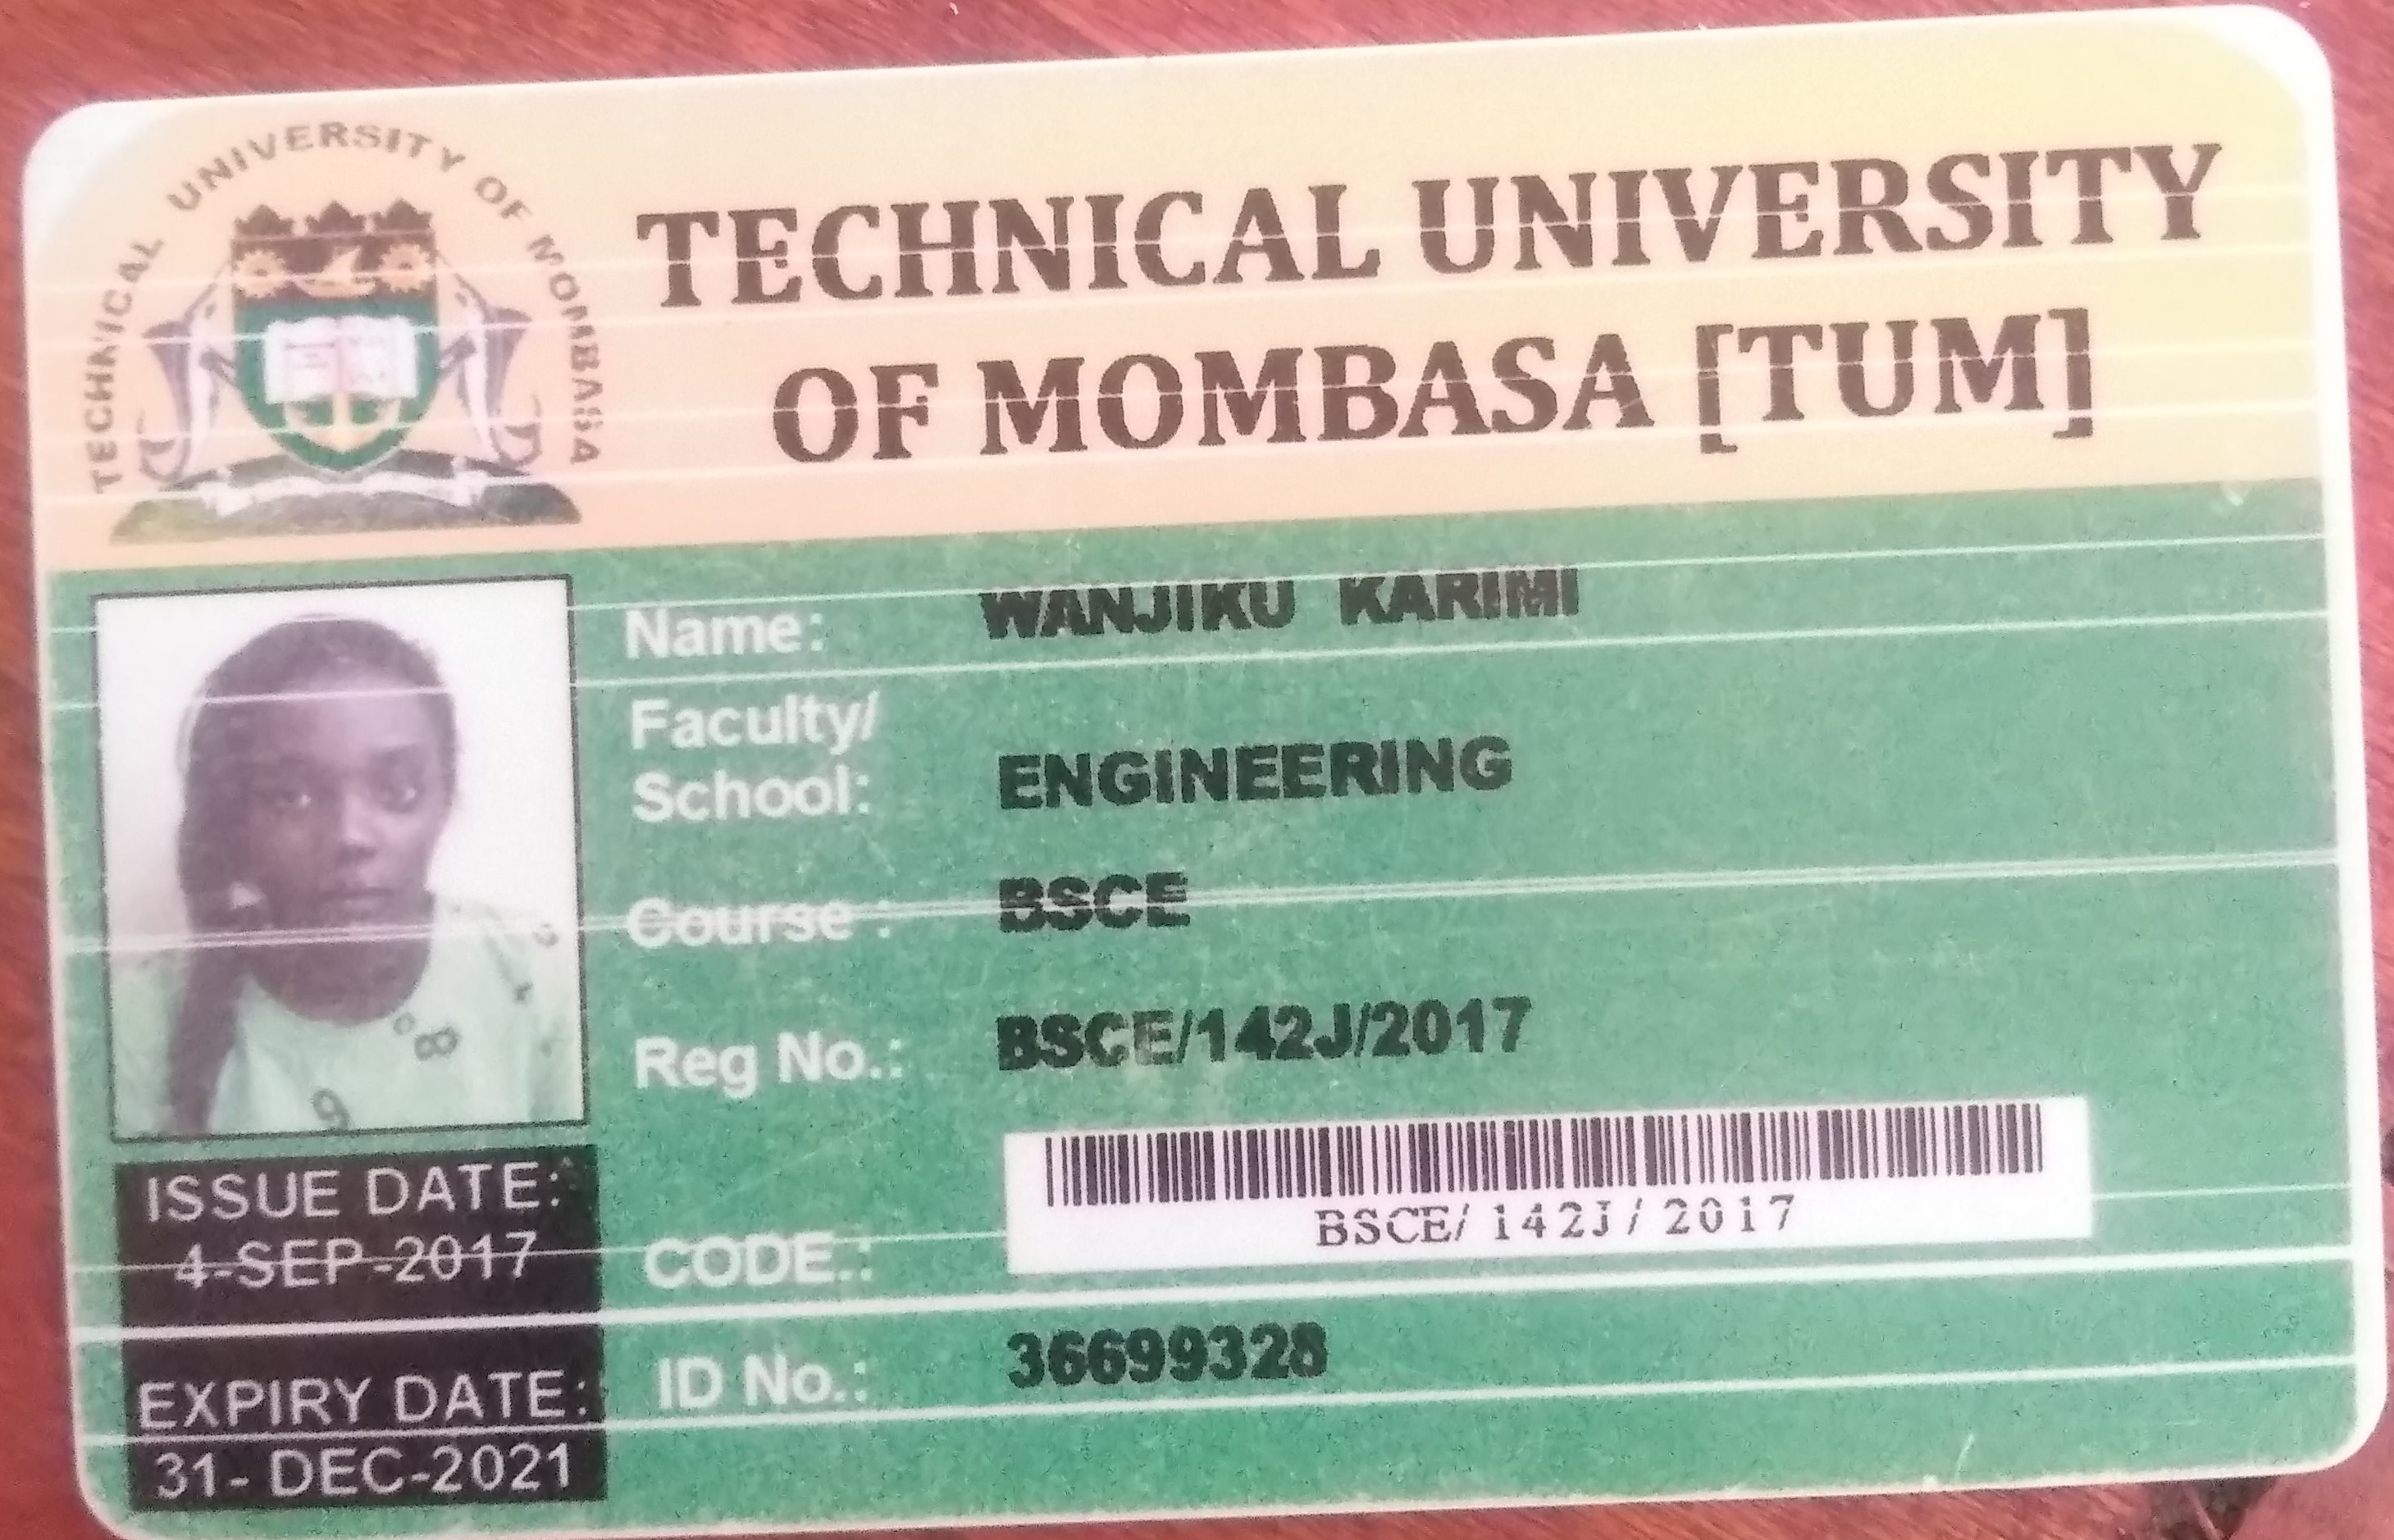 TECHNICAL UNIVERSITY OF MOMBASA
TECHNICAL UNIVERSITY
OF MOMBASA [TUM]
Name: WANJIKU KARIMI
Faculty/
School: ENGINEERING
Course : BSCE
Reg No.: BSCE/142J/2017
BSCE/ 142J/ 2017
CODE.:
ID No.: 36699328
ISSUE DATE:
4-SEP-2017
EXPIRY DATE:
31- DEC-2021